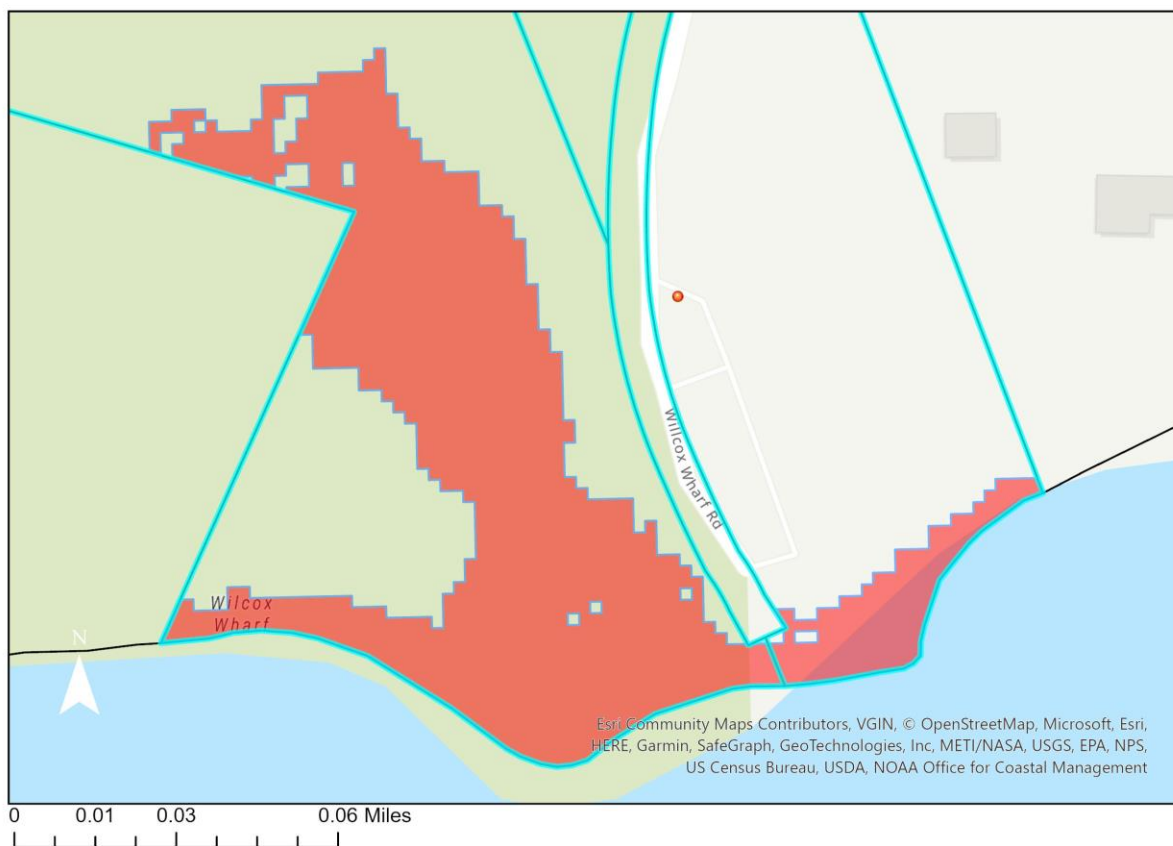 Willcox Wharf Rd
Wilcox
Wharf
N
Esri Community Maps Contributors, VGIN, © OpenStreetMap, Microsoft, Esri,
HERE, Garmin, SafeGraph, GeoTechnologies, Inc, METI/NASA, USGS, EPA, NPS,
US Census Bureau, USDA, NOAA Office for Coastal Management
0 0.01 0.03 0.06 Miles